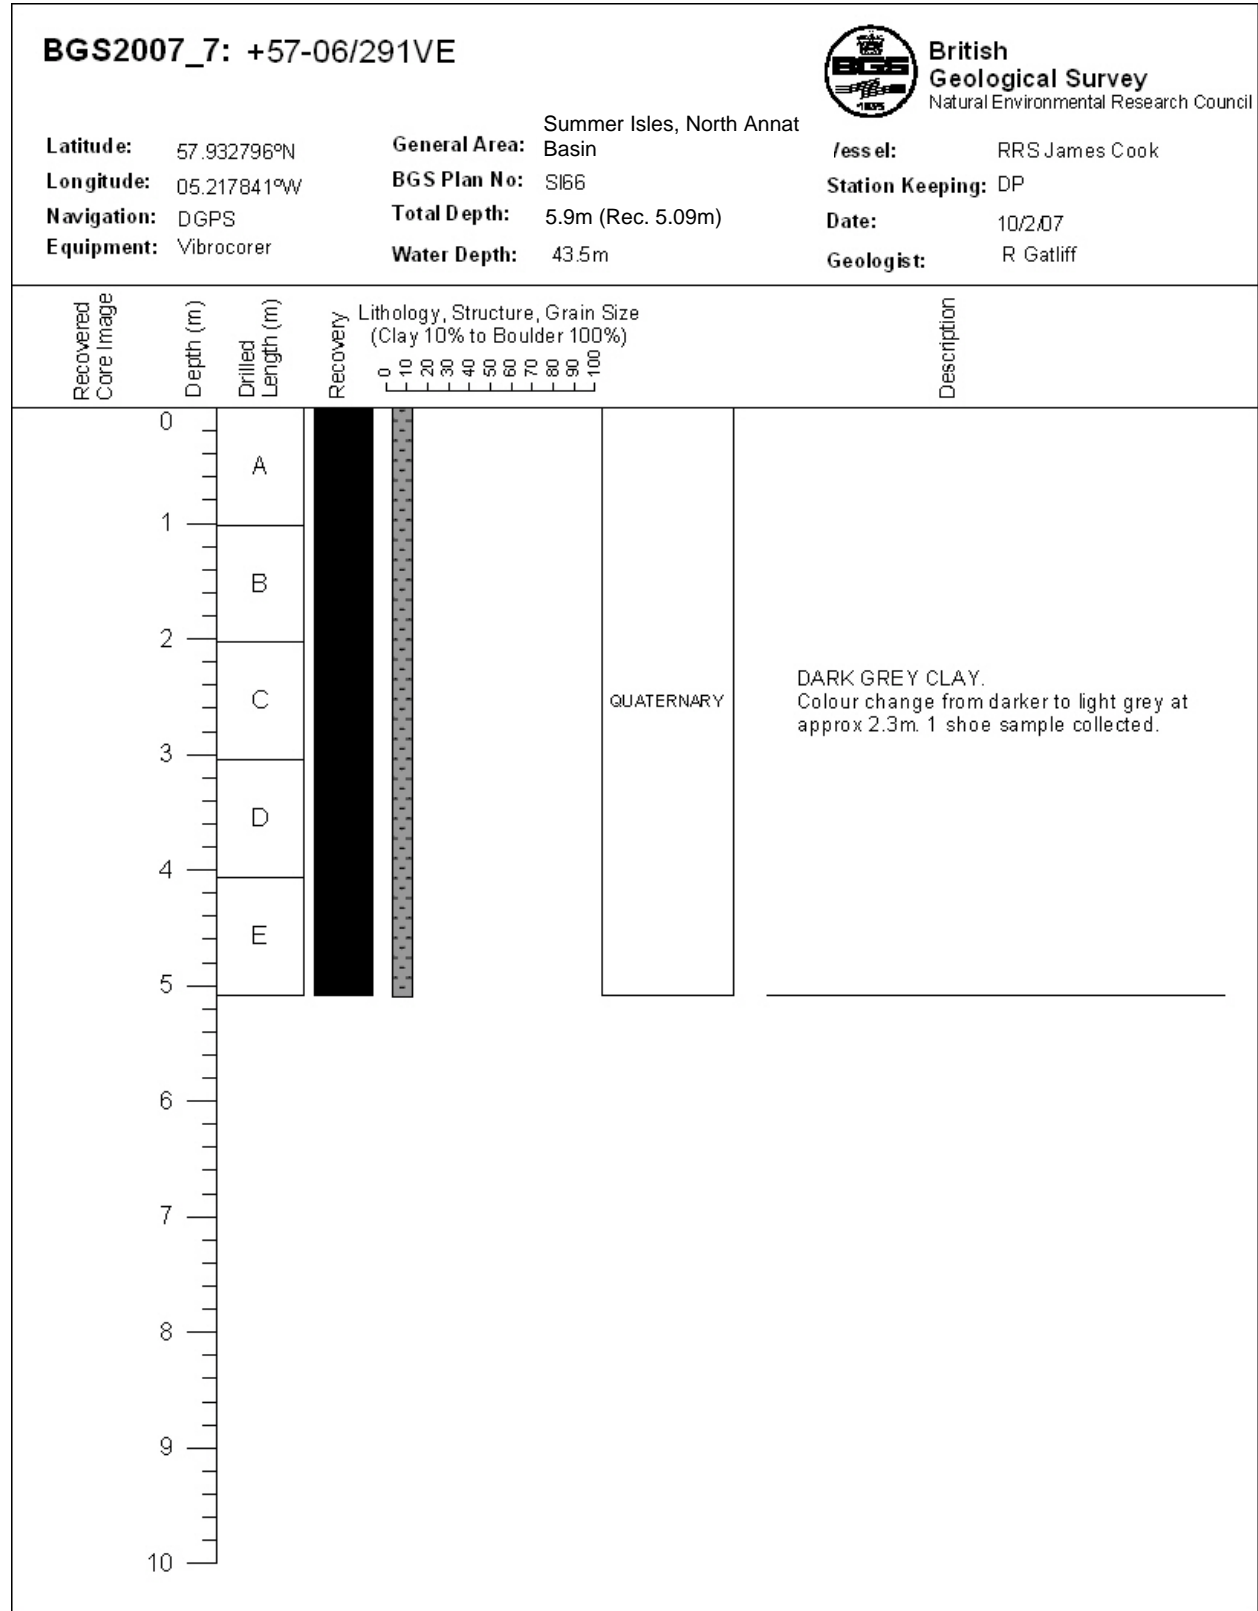 BGS2007_7: +57-06/291VE
BGS
1835
British
Geological Survey
Natural Environmental Research Council
Latitude: 57.932796ºN
Longitude: 05.217841ºW
Navigation: DGPS
Equipment: Vibrocorer
General Area: Summer Isles, North Annat
Basin
BGS Plan No: SI66
Total Depth: 5.9m (Rec. 5.09m)
Water Depth: 43.5m
/essel: RRS James Cook
Station Keeping: DP
Date: 10/2/07
Geologist: R Gatliff
Recovered
Core Image
Depth (m)
Drilled
Length (m)
Recovery
Lithology, Structure, Grain Size
(Clay 10% to Boulder 100%)
0 10 20 30 40 50 60 70 80 90 100
Description
0
A
1
B
2
C
3
D
4
E
5
6
7
8
9
10
QUATERNARY
DARK GREY CLAY.
Colour change from darker to light grey at
approx 2.3m. 1 shoe sample collected.